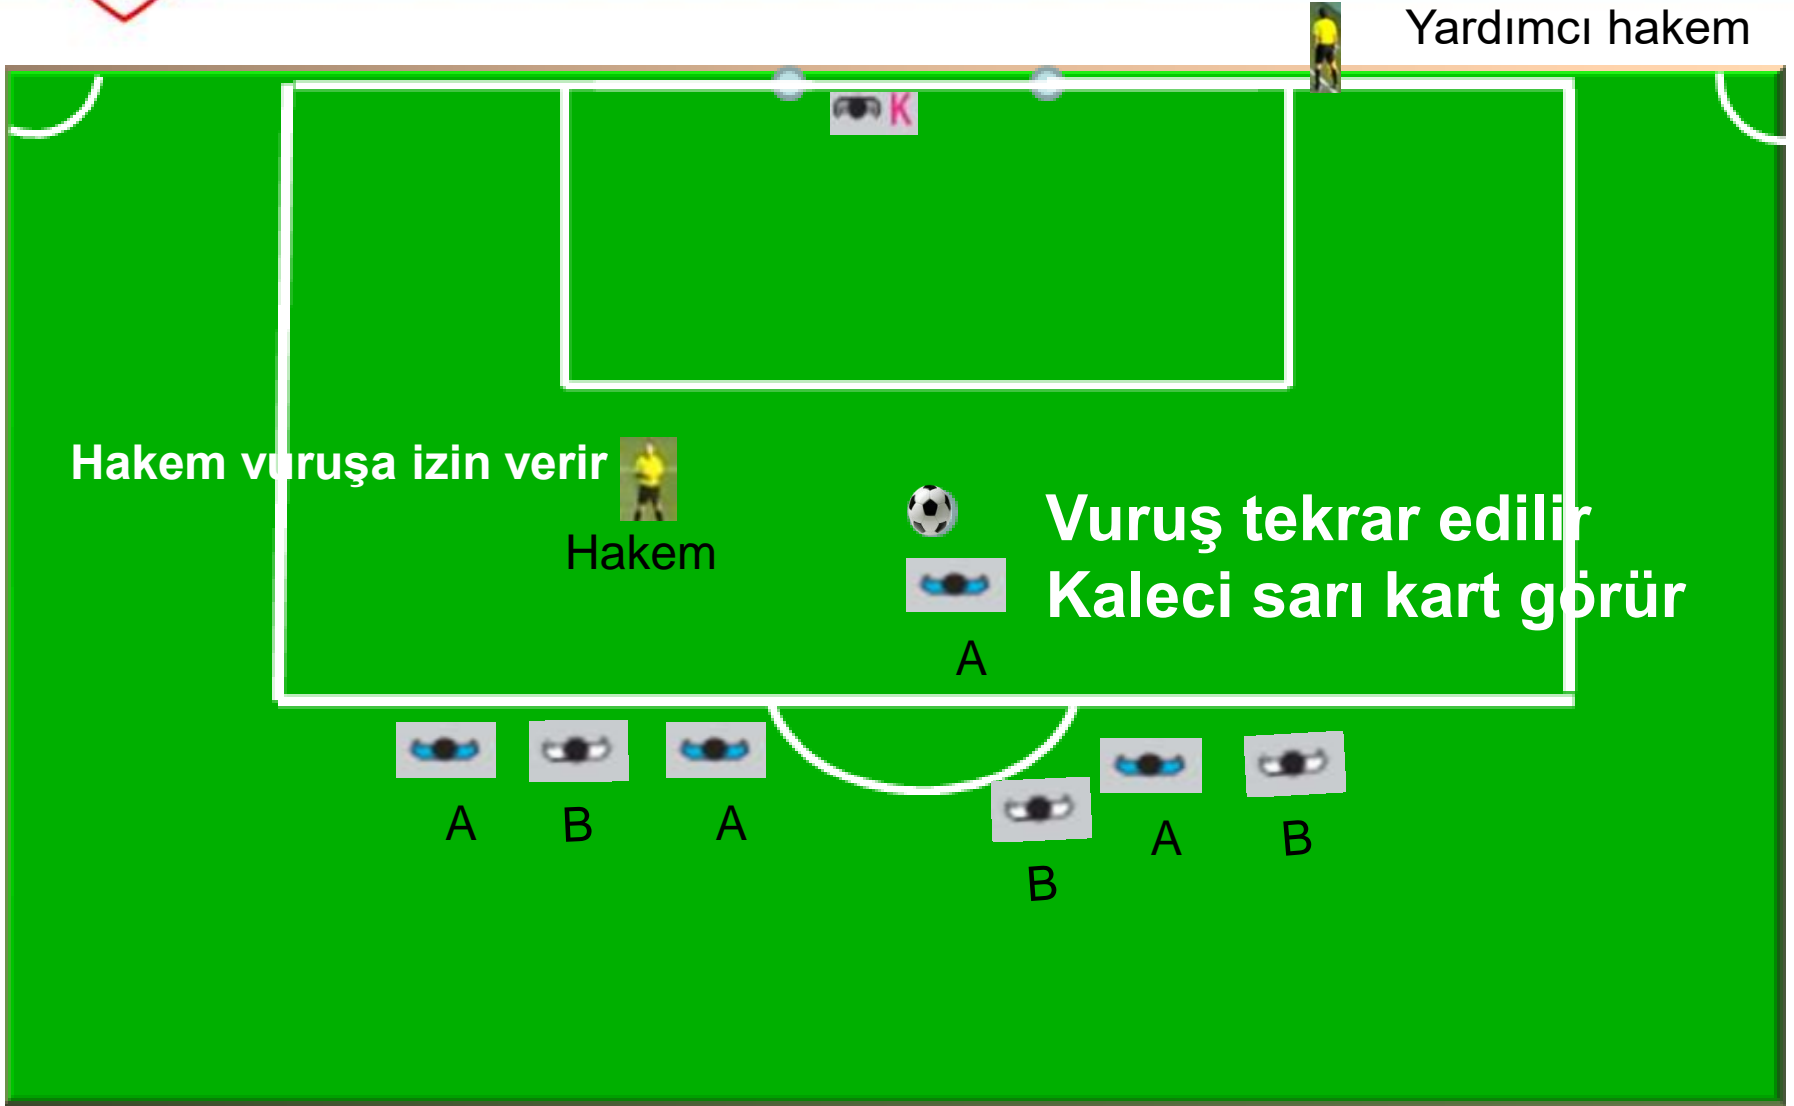 Yardımcı hakem
K
Hakem vuruşa izin verir
Hakem
Vuruş tekrar edilir
Kaleci sarı kart görür
A
A
B
A
B
A
B